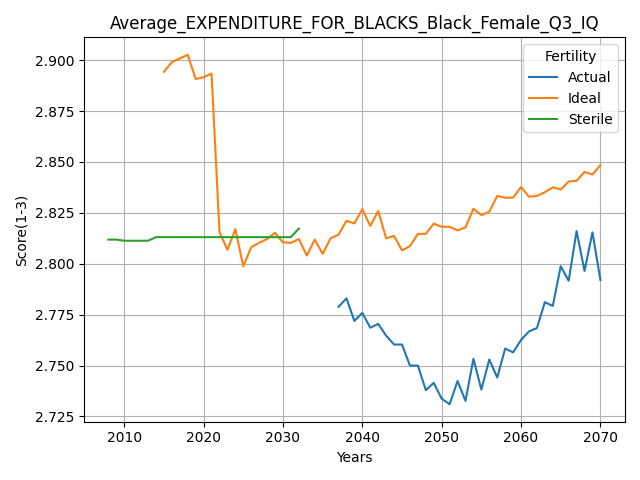 Average_EXPENDITURE_FOR_BLACKS_Black_Female_Q3_IQ
Fertility
Actual
Ideal
Sterile
Score(1-3)
2.900
2.875
2.850
2.825
2.800
2.775
2.750
2.725
2010 2020 2030 2040 2050 2060 2070
Years